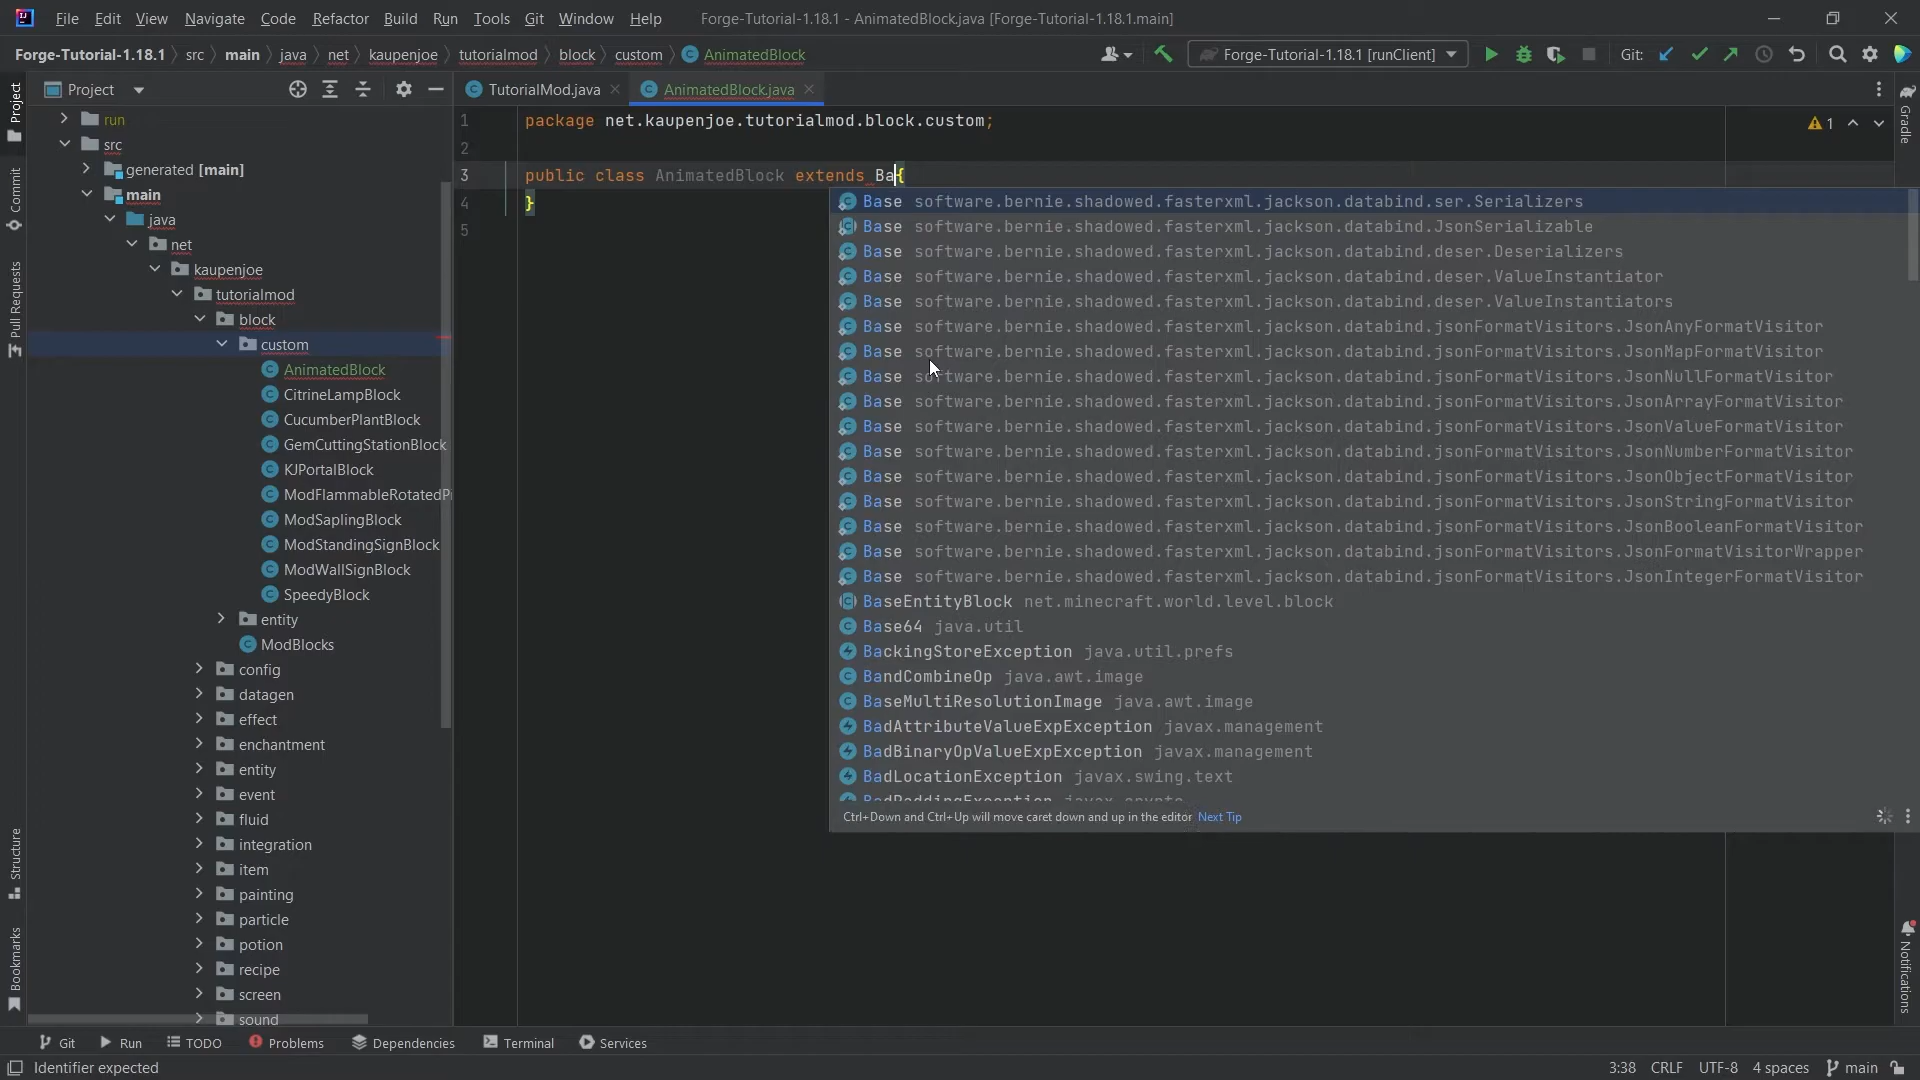 File Edit View Navigate Code Refactor Build Run Tools Git Window Help Forge-Tutorial-1.18.1 - AnimatedBlock.java [Forge-Tutorial-1.18.1.main]
Forge-Tutorial-1.18.1 src main java net kaupenjoe tutorialmod block custom AnimatedBlock Forge-Tutorial-1.18.1 [runClient] Git:
Project
TutorialMod.java AnimatedBlock.java
Project
Commit
Pull Requests
Structure
Bookmarks
run
src
generated [main]
main
java
net
kaupenjoe
tutorialmod
block
custom
AnimatedBlock
CitrineLampBlock
CucumberPlantBlock
GemCuttingStationBlock
KJPortalBlock
ModFlammableRotatedPi
ModSaplingBlock
ModStandingSignBlock
ModWallSignBlock
SpeedyBlock
entity
ModBlocks
config
datagen
effect
enchantment
entity
event
fluid
integration
item
painting
particle
potion
recipe
screen
sound
1 package net.kaupenjoe.tutorialmod.block.custom;
2
3 public class AnimatedBlock extends Ba{
4 }
5
1
Base software.bernie.shadowed.fasterxml.jackson.databind.ser.Serializers
Base software.bernie.shadowed.fasterxml.jackson.databind.JsonSerializable
Base software.bernie.shadowed.fasterxml.jackson.databind.deser.Deserializers
Base software.bernie.shadowed.fasterxml.jackson.databind.deser.ValueInstantiator
Base software.bernie.shadowed.fasterxml.jackson.databind.deser.ValueInstantiators
Base software.bernie.shadowed.fasterxml.jackson.databind.jsonFormatVisitors.JsonAnyFormatVisitor
Base software.bernie.shadowed.fasterxml.jackson.databind.jsonFormatVisitors.JsonMapFormatVisitor
Base software.bernie.shadowed.fasterxml.jackson.databind.jsonFormatVisitors.JsonNullFormatVisitor
Base software.bernie.shadowed.fasterxml.jackson.databind.jsonFormatVisitors.JsonArrayFormatVisitor
Base software.bernie.shadowed.fasterxml.jackson.databind.jsonFormatVisitors.JsonValueFormatVisitor
Base software.bernie.shadowed.fasterxml.jackson.databind.jsonFormatVisitors.JsonNumberFormatVisitor
Base software.bernie.shadowed.fasterxml.jackson.databind.jsonFormatVisitors.JsonObjectFormatVisitor
Base software.bernie.shadowed.fasterxml.jackson.databind.jsonFormatVisitors.JsonStringFormatVisitor
Base software.bernie.shadowed.fasterxml.jackson.databind.jsonFormatVisitors.JsonBooleanFormatVisitor
Base software.bernie.shadowed.fasterxml.jackson.databind.jsonFormatVisitors.JsonFormatVisitorWrapper
Base software.bernie.shadowed.fasterxml.jackson.databind.jsonFormatVisitors.JsonIntegerFormatVisitor
BaseEntityBlock net.minecraft.world.level.block
Base64 java.util
BackingStoreException java.util.prefs
BandCombineOp java.awt.image
BaseMultiResolutionImage java.awt.image
BadAttributeValueExpException javax.management
BadBinaryOpValueExpException javax.management
BadLocationException javax.swing.text
BadPaddingException javax.crypto
Ctrl+Down and Ctrl+Up will move caret down and up in the editor Next Tip
Gradle
Notifications
Git Run TODO Problems Dependencies Terminal Services
Identifier expected 3:38 CRLF UTF-8 4 spaces main